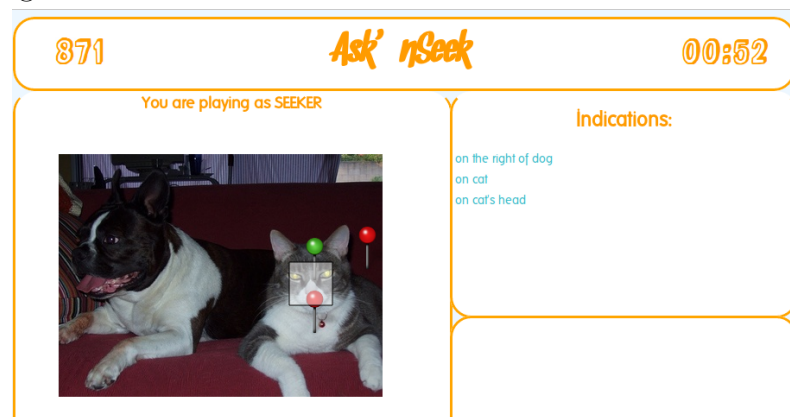 871
Ask' nSeek
00:52
You are playing as SEEKER
Indications:
on the right of dog
on cat
on cat's head